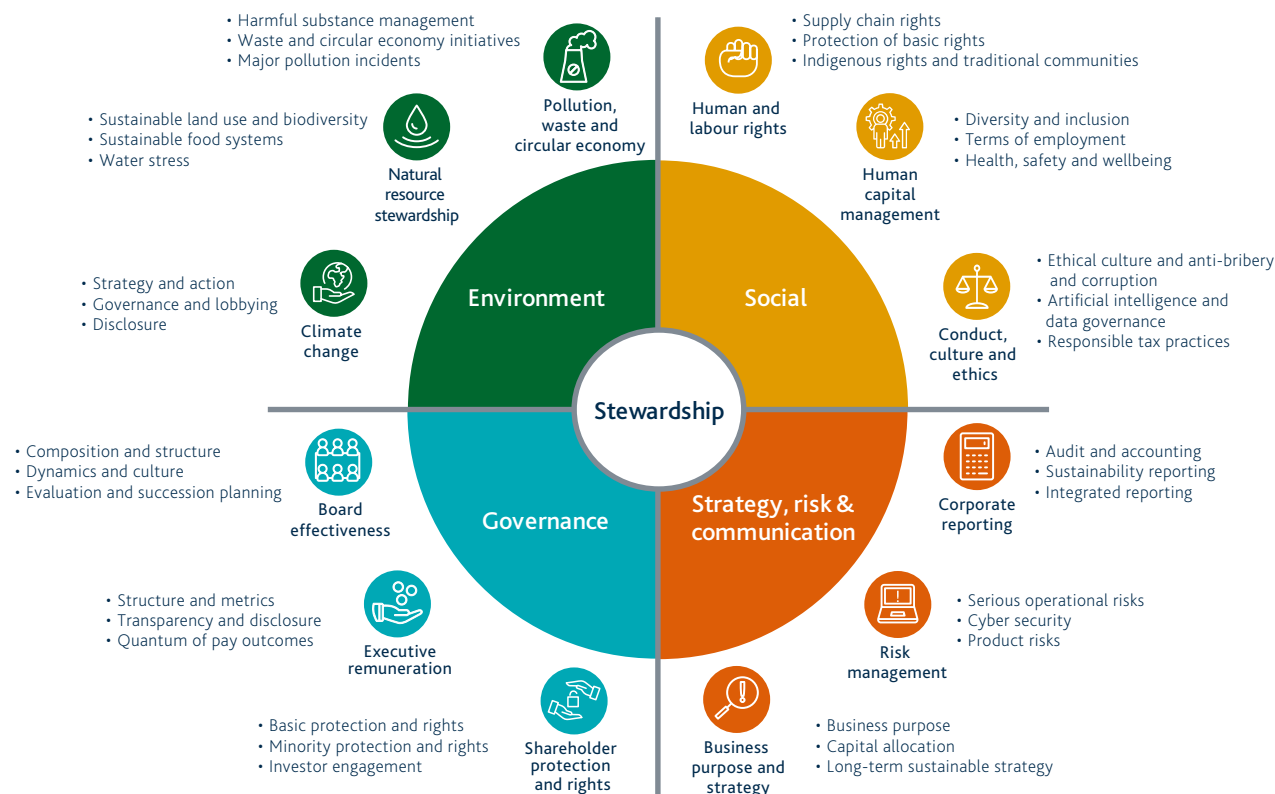 • Harmful substance management
• Waste and circular economy initiatives
• Major pollution incidents
Pollution,
waste and
circular economy
• Sustainable land use and biodiversity
• Sustainable food systems
• Water stress
Natural
resource
stewardship
• Strategy and action
• Governance and lobbying
• Disclosure
Climate
change
Environment
• Supply chain rights
• Protection of basic rights
• Indigenous rights and traditional communities
Human and
labour rights
• Diversity and inclusion
• Terms of employment
• Health, safety and wellbeing
Human
capital
management
• Ethical culture and anti-bribery
and corruption
• Artificial intelligence and
data governance
• Responsible tax practices
Conduct,
culture and
ethics
Social
Stewardship
• Composition and structure
• Dynamics and culture
• Evaluation and succession planning
Board
effectiveness
Governance
• Structure and metrics
• Transparency and disclosure
• Quantum of pay outcomes
Executive
remuneration
• Basic protection and rights
• Minority protection and rights
• Investor engagement
Shareholder
protection
and rights
Strategy, risk &
communication
• Audit and accounting
• Sustainability reporting
• Integrated reporting
Corporate
reporting
• Serious operational risks
• Cyber security
• Product risks
Risk
management
• Business purpose
• Capital allocation
• Long-term sustainable strategy
Business
purpose and
strategy